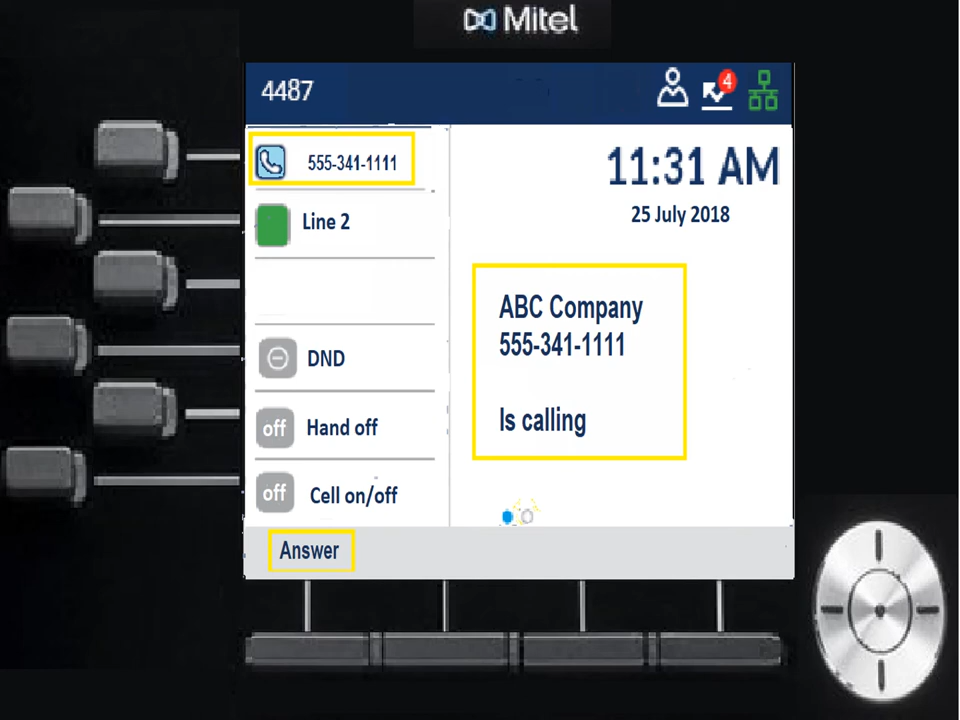 Mitel
4487
4
555-341-1111
Line 2
DND
off Hand off
off Cell on/off
11:31 AM
25 July 2018
ABC Company
555-341-1111
Is calling
Answer